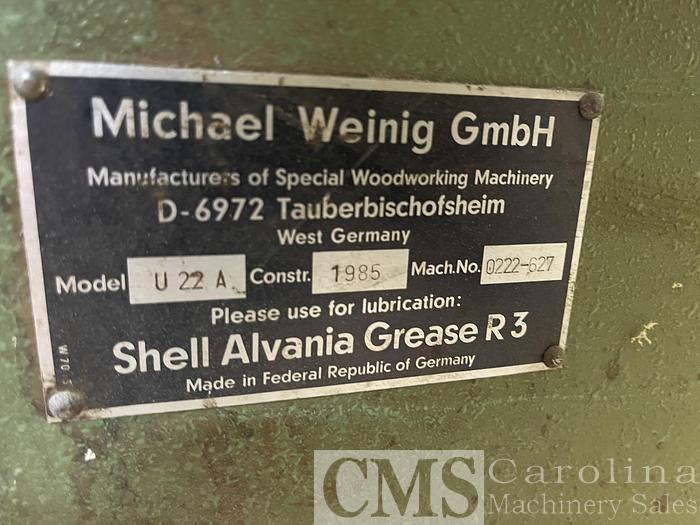 Michael Weinig GmbH
Manufacturers of Special Woodworking Machinery
D-6972 Tauberbischofsheim
West Germany
Model U 22 A Constr. 1985 Mach.No. 0222-627
Please use for lubrication:
Shell Alvania Grease R 3
Made in Federal Republic of Germany
W 70
CMS Carolina
Machinery Sales